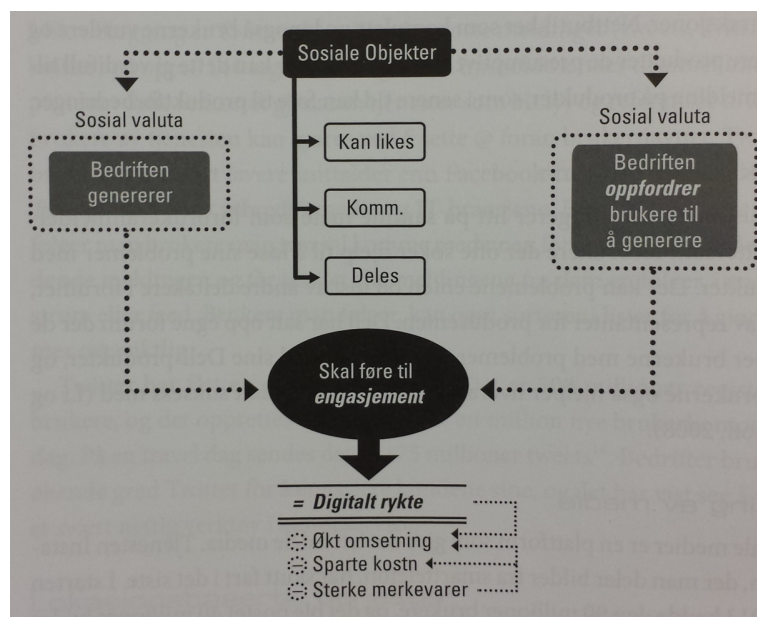 Sosiale Objekter
Sosial valuta
Bedriften
genererer
Kan likes
Komm.
Deles
Sosial valuta
Bedriften
oppfordrer
brukere til
å generere
Skal føre til
engasjement
= Digitalt rykte
Økt omsetning
Sparte kostn
Sterke merkevarer